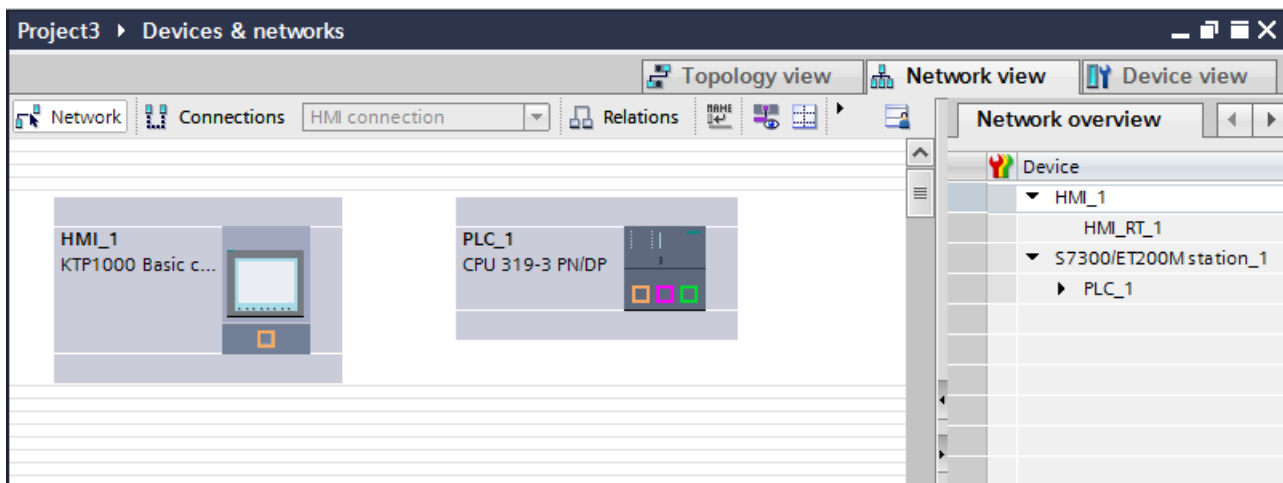 Project3 ▸ Devices & networks
Topology view Network view Device view
Network Connections HMI connection Relations NAME Network overview
Device
HMI_1
HMI_RT_1
S7300/ET200M station_1
PLC_1
HMI_1
KTP1000 Basic c...
PLC_1
CPU 319-3 PN/DP